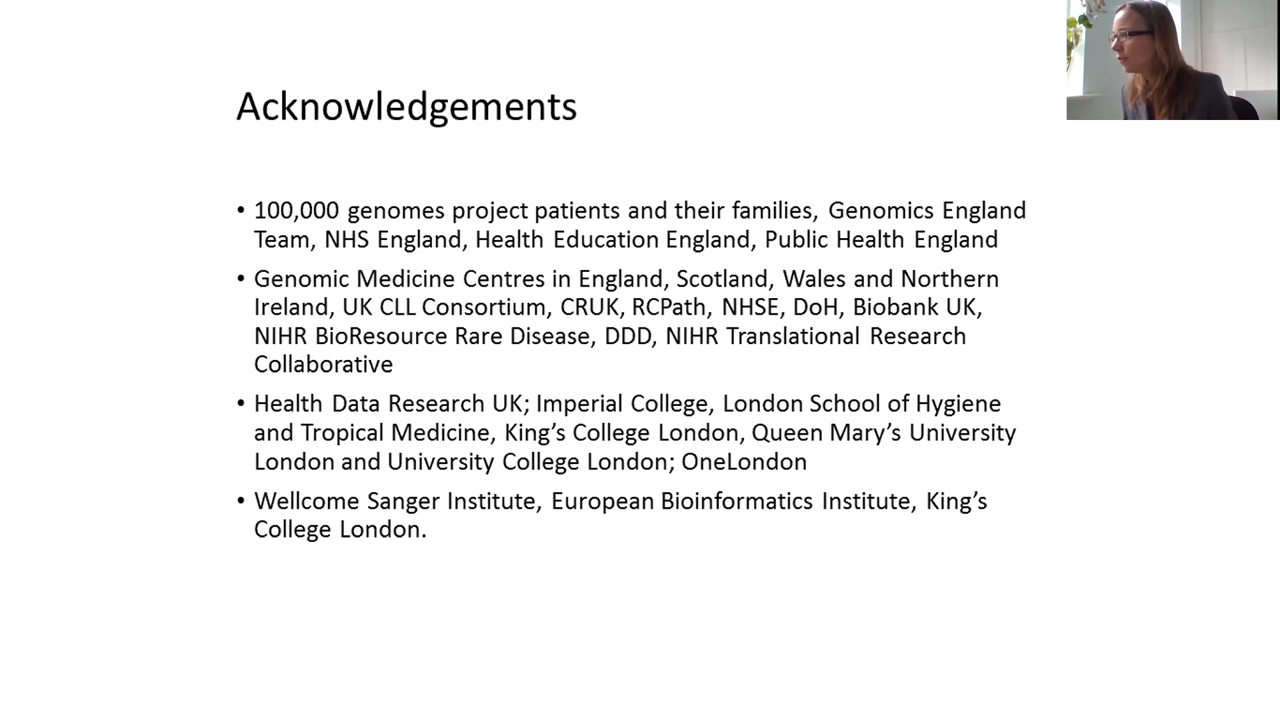 Acknowledgements
• 100,000 genomes project patients and their families, Genomics England
Team, NHS England, Health Education England, Public Health England
• Genomic Medicine Centres in England, Scotland, Wales and Northern
Ireland, UK CLL Consortium, CRUK, RCPath, NHSE, DoH, Biobank UK,
NIHR BioResource Rare Disease, DDD, NIHR Translational Research
Collaborative
• Health Data Research UK; Imperial College, London School of Hygiene
and Tropical Medicine, King’s College London, Queen Mary’s University
London and University College London; OneLondon
• Wellcome Sanger Institute, European Bioinformatics Institute, King’s
College London.